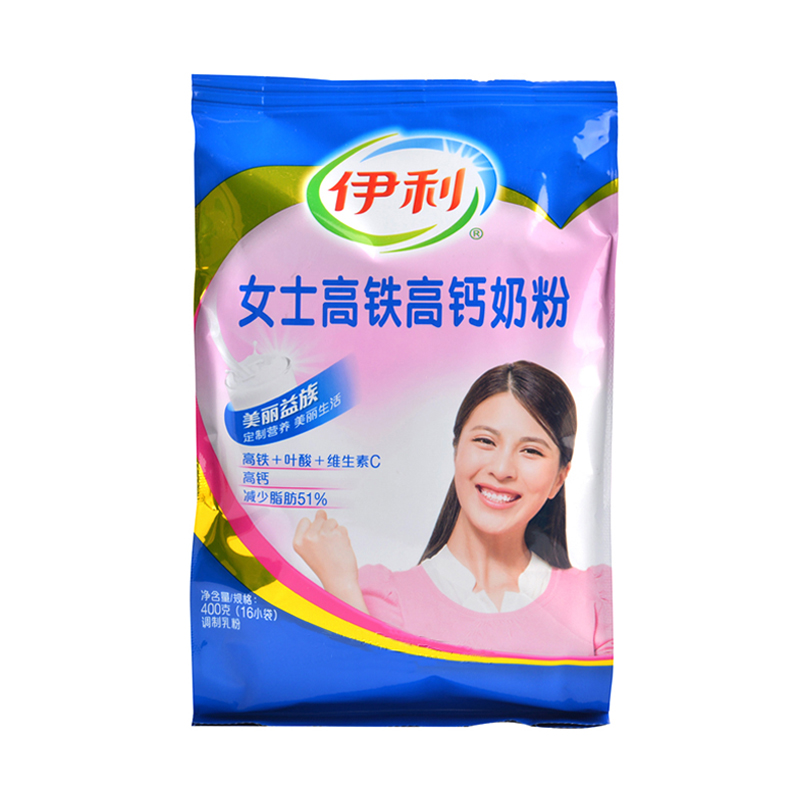 伊利
®
女士高铁高钙奶粉
美丽益族
定制营养 美丽生活
高铁+叶酸+维生素C
高钙
减少脂肪51%
净含量/规格:
400克(16小袋)
调制乳粉